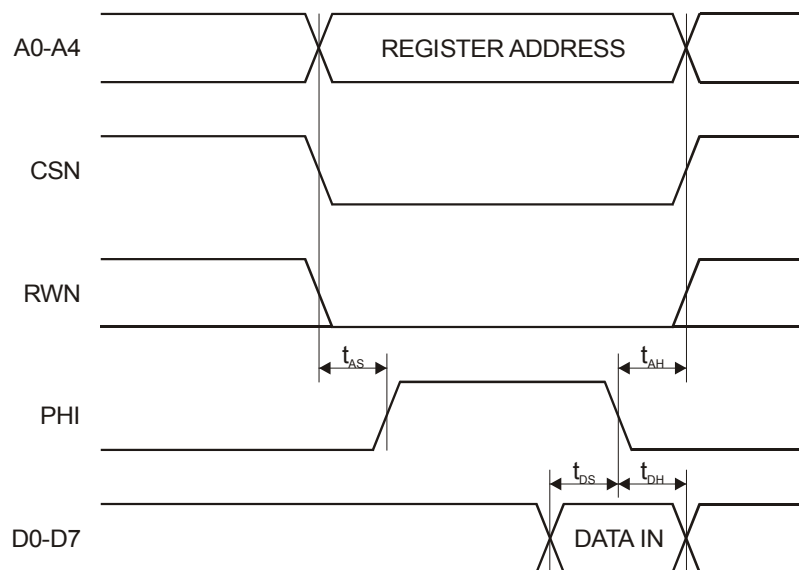 A0-A4
REGISTER ADDRESS
CSN
RWN
tAS
tAH
PHI
tDS
tDH
D0-D7
DATA IN